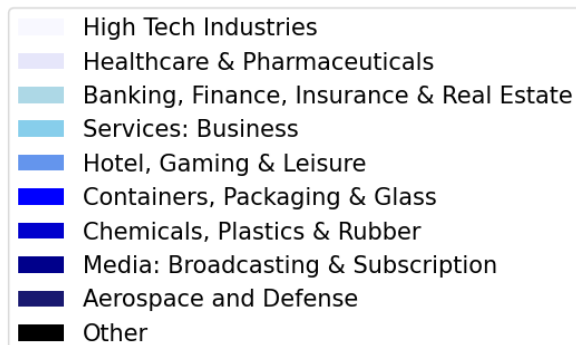 High Tech Industries
Healthcare & Pharmaceuticals
Banking, Finance, Insurance & Real Estate
Services: Business
Hotel, Gaming & Leisure
Containers, Packaging & Glass
Chemicals, Plastics & Rubber
Media: Broadcasting & Subscription
Aerospace and Defense
Other